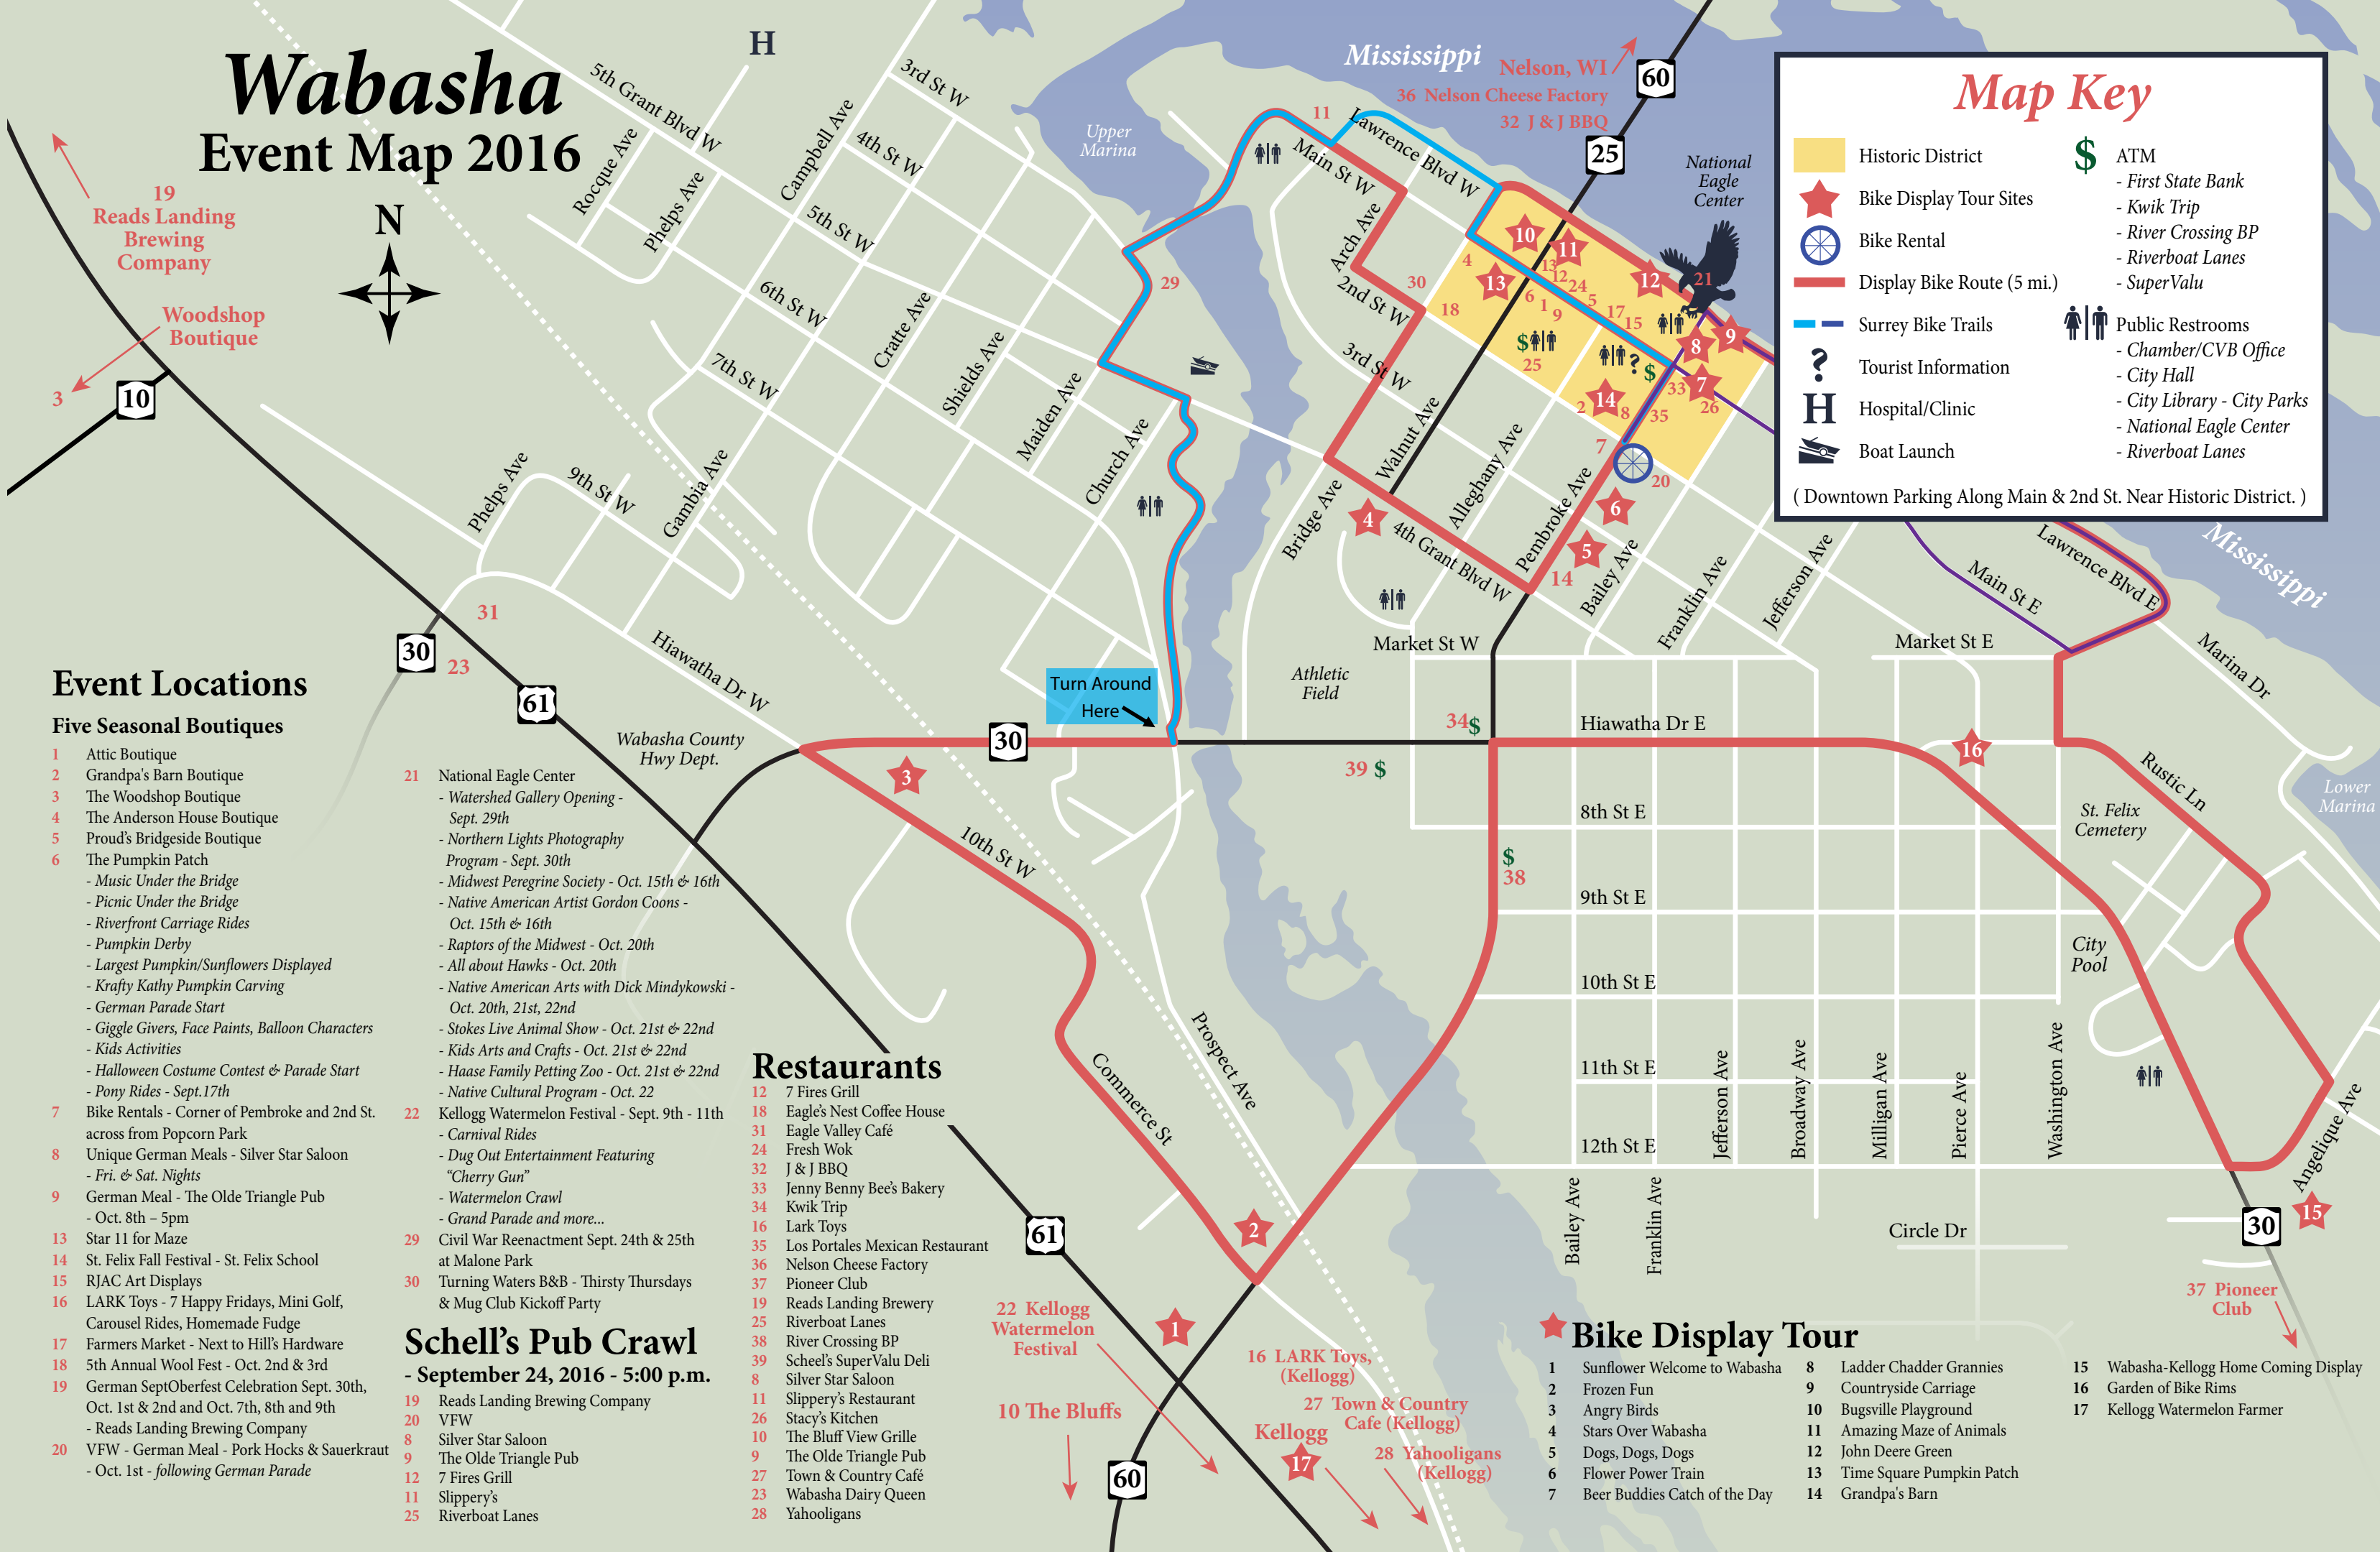 Wabasha
Event Map 2016
N
H
19
Reads Landing
Brewing
Company
Woodshop
Boutique
3
10
5th Grant Blvd W
Rocque Ave
Phelps Ave
Campbell Ave
3rd St W
4th St W
5th St W
6th St W
7th St W
Cratte Ave
Shields Ave
Maiden Ave
Church Ave
Phelps Ave
9th St W
Gambia Ave
Upper
Marina
29
11
Mississippi
Nelson, WI
36 Nelson Cheese Factory
32 J & J BBQ
60
25
Lawrence Blvd W
Main St W
Arch Ave
2nd St W
3rd St W
30
18
4
10
11
13
13
12
24
6
1
9
5
17
15
12
21
National
Eagle
Center
9
8
7
$
25
?
$
33
26
2
14
8
35
7
20
6
5
14
4
Bridge Ave
Walnut Ave
Alleghany Ave
Pembroke Ave
4th Grant Blvd W
Bailey Ave
Franklin Ave
Jefferson Ave
Map Key
Historic District
Bike Display Tour Sites
Bike Rental
Display Bike Route (5 mi.)
Surrey Bike Trails
? Tourist Information
H Hospital/Clinic
Boat Launch
$ ATM
- First State Bank
- Kwik Trip
- River Crossing BP
- Riverboat Lanes
- SuperValu
Public Restrooms
- Chamber/CVB Office
- City Hall
- City Library - City Parks
- National Eagle Center
- Riverboat Lanes
( Downtown Parking Along Main & 2nd St. Near Historic District. )
Mississippi
Lawrence Blvd E
Main St E
Marina Dr
Market St W
Market St E
Athletic
Field
Turn Around
Here
31
30
23
61
Hiawatha Dr W
Wabasha County
Hwy Dept.
30
3
34 $
39 $
Hiawatha Dr E
16
Rustic Ln
Lower
Marina
St. Felix
Cemetery
8th St E
$
38
9th St E
City
Pool
10th St E
11th St E
12th St E
10th St W
Commerce St
Prospect Ave
Jefferson Ave
Broadway Ave
Milligan Ave
Pierce Ave
Washington Ave
Angelique Ave
Bailey Ave
Franklin Ave
Circle Dr
30
15
37 Pioneer
Club
2
61
1
60
22 Kellogg
Watermelon
Festival
10 The Bluffs
16 LARK Toys,
(Kellogg)
27 Town & Country
Cafe (Kellogg)
Kellogg
17
28 Yahooligans
(Kellogg)
Event Locations
Five Seasonal Boutiques
1 Attic Boutique
2 Grandpa's Barn Boutique
3 The Woodshop Boutique
4 The Anderson House Boutique
5 Proud's Bridgeside Boutique
6 The Pumpkin Patch
- Music Under the Bridge
- Picnic Under the Bridge
- Riverfront Carriage Rides
- Pumpkin Derby
- Largest Pumpkin/Sunflowers Displayed
- Krafty Kathy Pumpkin Carving
- German Parade Start
- Giggle Givers, Face Paints, Balloon Characters
- Kids Activities
- Halloween Costume Contest & Parade Start
- Pony Rides - Sept.17th
7 Bike Rentals - Corner of Pembroke and 2nd St.
across from Popcorn Park
8 Unique German Meals - Silver Star Saloon
- Fri. & Sat. Nights
9 German Meal - The Olde Triangle Pub
- Oct. 8th – 5pm
13 Star 11 for Maze
14 St. Felix Fall Festival - St. Felix School
15 RJAC Art Displays
16 LARK Toys - 7 Happy Fridays, Mini Golf,
Carousel Rides, Homemade Fudge
17 Farmers Market - Next to Hill's Hardware
18 5th Annual Wool Fest - Oct. 2nd & 3rd
19 German SeptOberfest Celebration Sept. 30th,
Oct. 1st & 2nd and Oct. 7th, 8th and 9th
- Reads Landing Brewing Company
20 VFW - German Meal - Pork Hocks & Sauerkraut
- Oct. 1st - following German Parade
21 National Eagle Center
- Watershed Gallery Opening -
Sept. 29th
- Northern Lights Photography
Program - Sept. 30th
- Midwest Peregrine Society - Oct. 15th & 16th
- Native American Artist Gordon Coons -
Oct. 15th & 16th
- Raptors of the Midwest - Oct. 20th
- All about Hawks - Oct. 20th
- Native American Arts with Dick Mindykowski -
Oct. 20th, 21st, 22nd
- Stokes Live Animal Show - Oct. 21st & 22nd
- Kids Arts and Crafts - Oct. 21st & 22nd
- Haase Family Petting Zoo - Oct. 21st & 22nd
- Native Cultural Program - Oct. 22
22 Kellogg Watermelon Festival - Sept. 9th - 11th
- Carnival Rides
- Dug Out Entertainment Featuring
"Cherry Gun"
- Watermelon Crawl
- Grand Parade and more...
29 Civil War Reenactment Sept. 24th & 25th
at Malone Park
30 Turning Waters B&B - Thirsty Thursdays
& Mug Club Kickoff Party
Schell's Pub Crawl
- September 24, 2016 - 5:00 p.m.
19 Reads Landing Brewing Company
20 VFW
8 Silver Star Saloon
9 The Olde Triangle Pub
12 7 Fires Grill
11 Slippery's
25 Riverboat Lanes
Restaurants
12 7 Fires Grill
18 Eagle's Nest Coffee House
31 Eagle Valley Café
24 Fresh Wok
32 J & J BBQ
33 Jenny Benny Bee's Bakery
34 Kwik Trip
16 Lark Toys
35 Los Portales Mexican Restaurant
36 Nelson Cheese Factory
37 Pioneer Club
19 Reads Landing Brewery
25 Riverboat Lanes
38 River Crossing BP
39 Scheel's SuperValu Deli
8 Silver Star Saloon
11 Slippery's Restaurant
26 Stacy's Kitchen
10 The Bluff View Grille
9 The Olde Triangle Pub
27 Town & Country Café
23 Wabasha Dairy Queen
28 Yahooligans
Bike Display Tour
1 Sunflower Welcome to Wabasha
2 Frozen Fun
3 Angry Birds
4 Stars Over Wabasha
5 Dogs, Dogs, Dogs
6 Flower Power Train
7 Beer Buddies Catch of the Day
8 Ladder Chadder Grannies
9 Countryside Carriage
10 Bugsville Playground
11 Amazing Maze of Animals
12 John Deere Green
13 Time Square Pumpkin Patch
14 Grandpa's Barn
15 Wabasha-Kellogg Home Coming Display
16 Garden of Bike Rims
17 Kellogg Watermelon Farmer